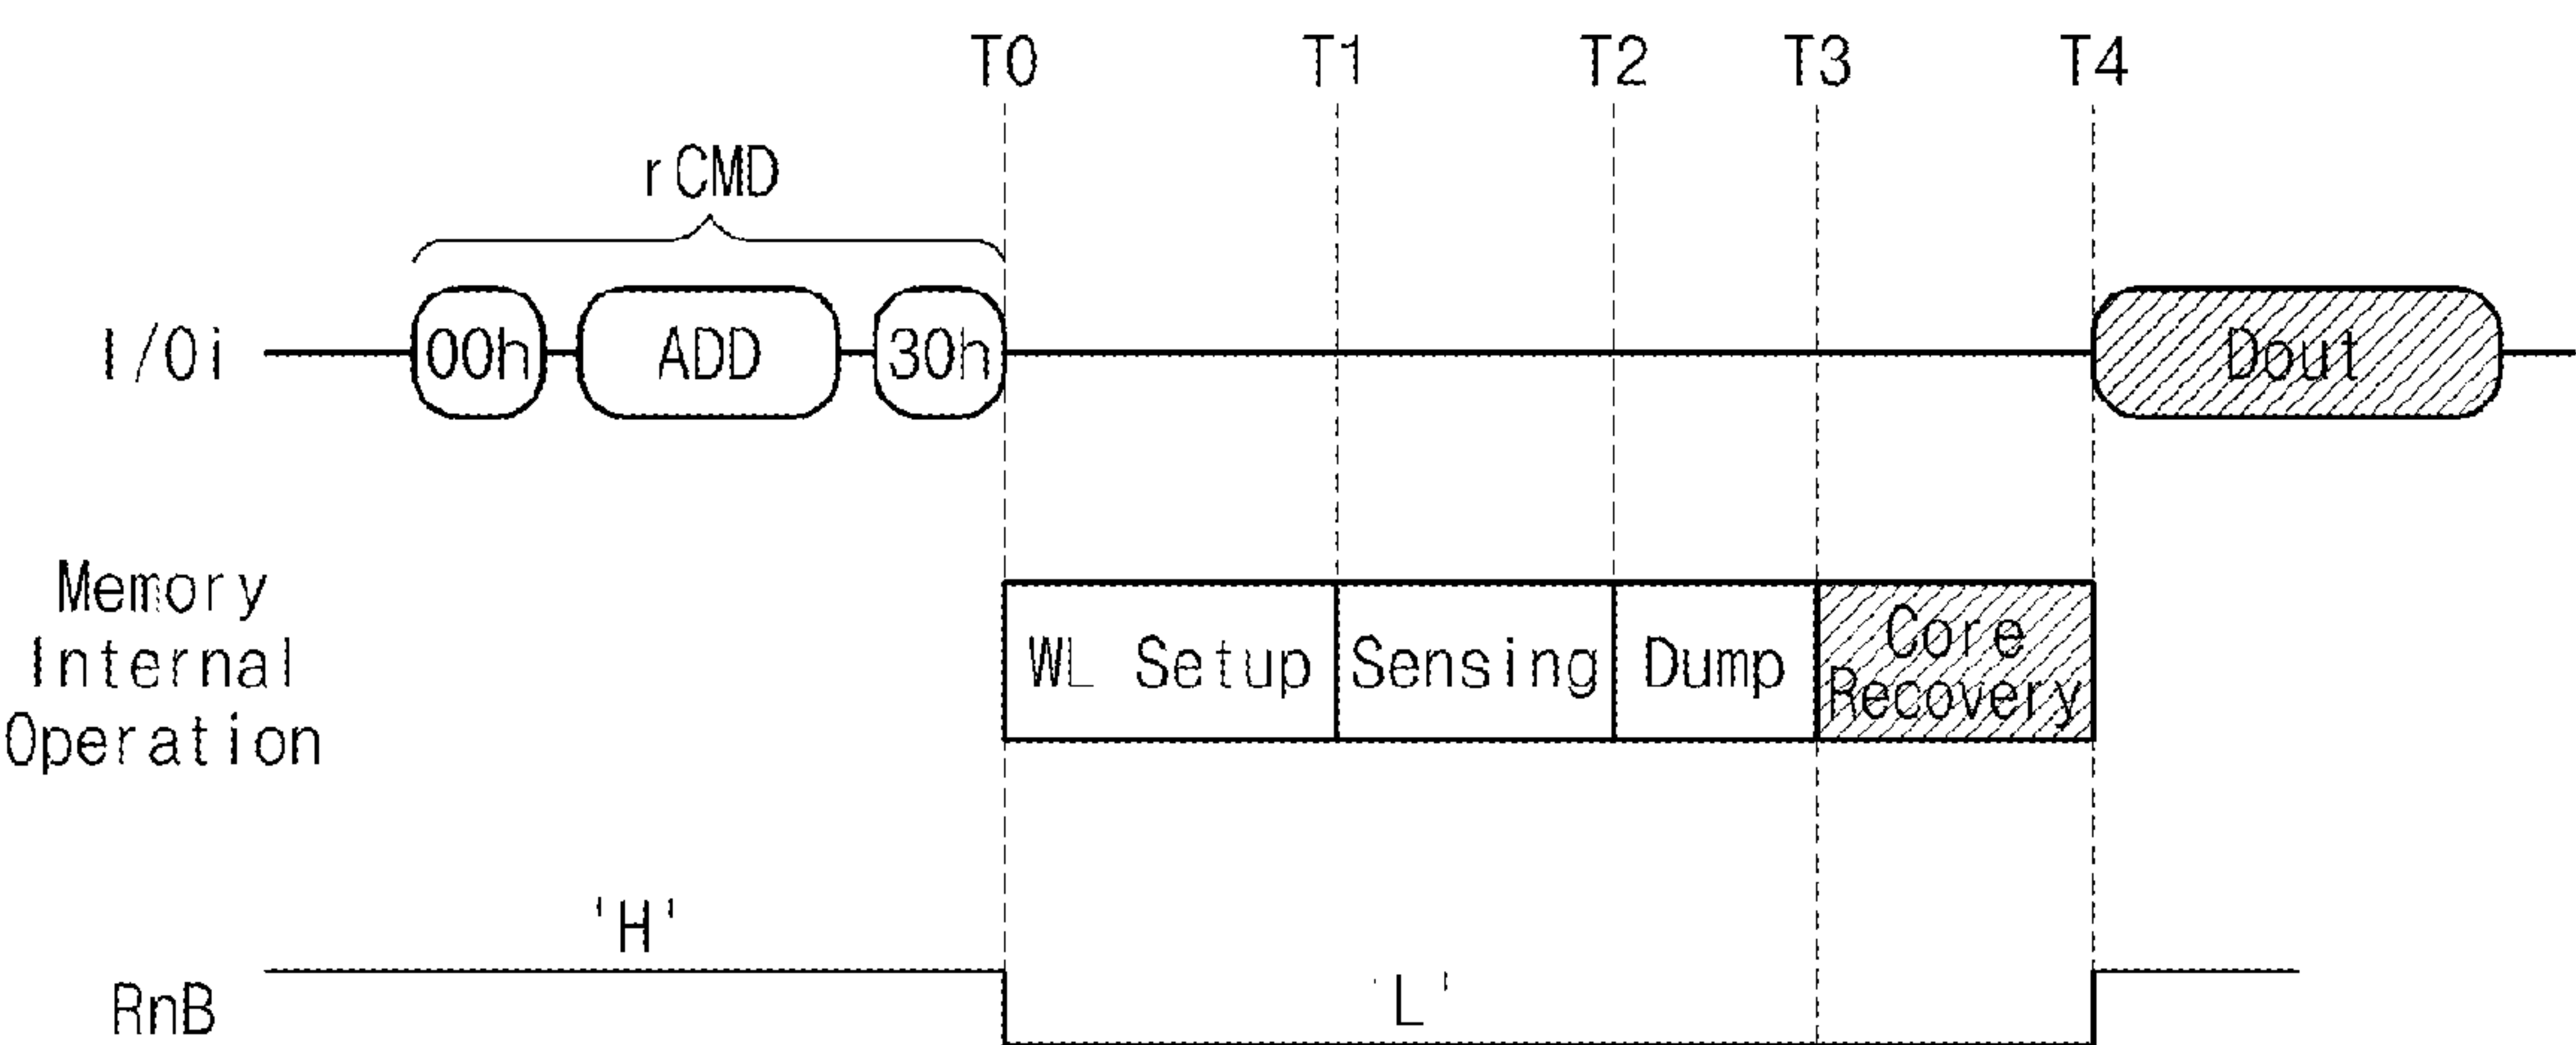 T0 T1 T2 T3 T4
rCMD
I/Oi 00h ADD 30h Dout
Memory
Internal
Operation
WL Setup Sensing Dump Core
Recovery
'H'
RnB 'L'